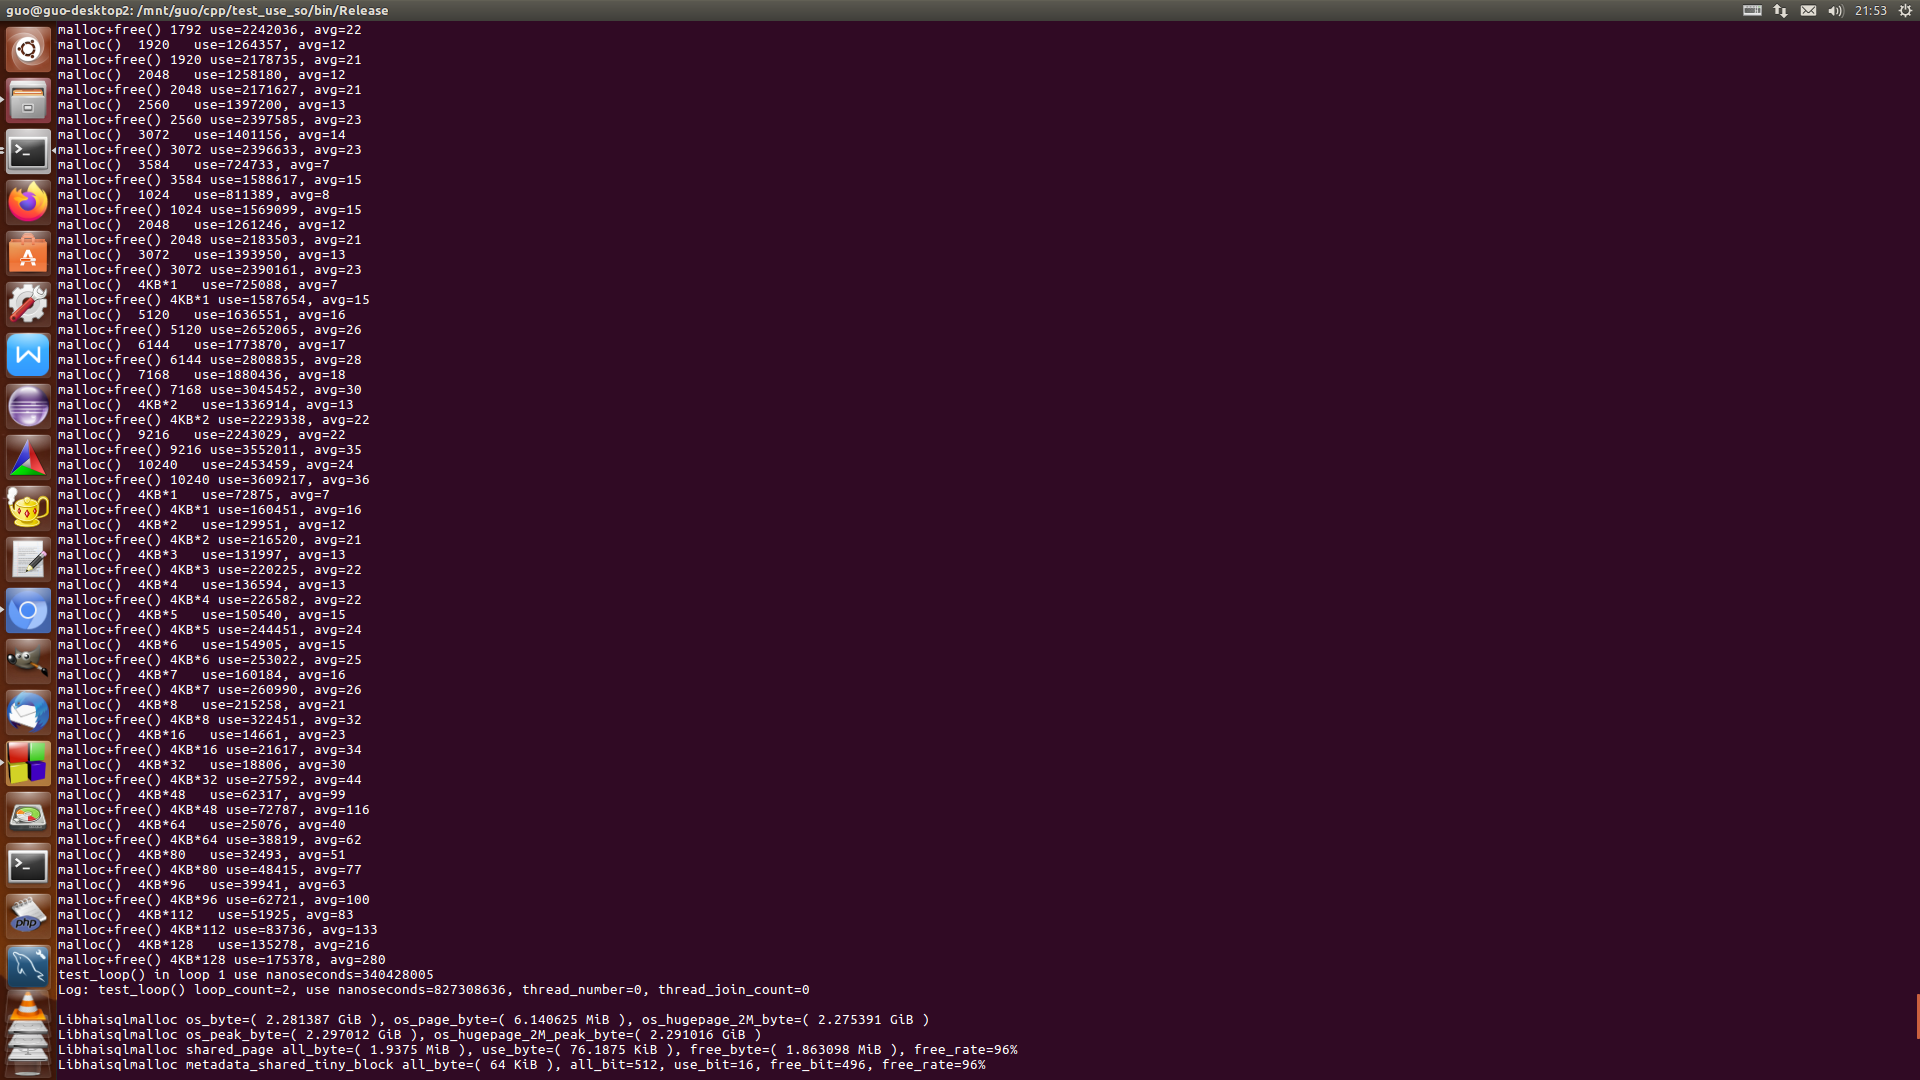 guo@guo-desktop2: /mnt/guo/cpp/test_use_so/bin/Release
21:53
malloc+free() 1792 use=2242036, avg=22
malloc()  1920   use=1264357, avg=12
malloc+free() 1920 use=2178735, avg=21
malloc()  2048   use=1258180, avg=12
malloc+free() 2048 use=2171627, avg=21
malloc()  2560   use=1397200, avg=13
malloc+free() 2560 use=2397585, avg=23
malloc()  3072   use=1401156, avg=14
malloc+free() 3072 use=2396633, avg=23
malloc()  3584   use=724733, avg=7
malloc+free() 3584 use=1588617, avg=15
malloc()  1024   use=811389, avg=8
malloc+free() 1024 use=1569099, avg=15
malloc()  2048   use=1261246, avg=12
malloc+free() 2048 use=2183503, avg=21
malloc()  3072   use=1393950, avg=13
malloc+free() 3072 use=2390161, avg=23
malloc()  4KB*1   use=725088, avg=7
malloc+free() 4KB*1 use=1587654, avg=15
malloc()  5120   use=1636551, avg=16
malloc+free() 5120 use=2652065, avg=26
malloc()  6144   use=1773870, avg=17
malloc+free() 6144 use=2808835, avg=28
malloc()  7168   use=1880436, avg=18
malloc+free() 7168 use=3045452, avg=30
malloc()  4KB*2   use=1336914, avg=13
malloc+free() 4KB*2 use=2229338, avg=22
malloc()  9216   use=2243029, avg=22
malloc+free() 9216 use=3552011, avg=35
malloc()  10240   use=2453459, avg=24
malloc+free() 10240 use=3609217, avg=36
malloc()  4KB*1   use=72875, avg=7
malloc+free() 4KB*1 use=160451, avg=16
malloc()  4KB*2   use=129951, avg=12
malloc+free() 4KB*2 use=216520, avg=21
malloc()  4KB*3   use=131997, avg=13
malloc+free() 4KB*3 use=220225, avg=22
malloc()  4KB*4   use=136594, avg=13
malloc+free() 4KB*4 use=226582, avg=22
malloc()  4KB*5   use=150540, avg=15
malloc+free() 4KB*5 use=244451, avg=24
malloc()  4KB*6   use=154905, avg=15
malloc+free() 4KB*6 use=253022, avg=25
malloc()  4KB*7   use=160184, avg=16
malloc+free() 4KB*7 use=260990, avg=26
malloc()  4KB*8   use=215258, avg=21
malloc+free() 4KB*8 use=322451, avg=32
malloc()  4KB*16   use=14661, avg=23
malloc+free() 4KB*16 use=21617, avg=34
malloc()  4KB*32   use=18806, avg=30
malloc+free() 4KB*32 use=27592, avg=44
malloc()  4KB*48   use=62317, avg=99
malloc+free() 4KB*48 use=72787, avg=116
malloc()  4KB*64   use=25076, avg=40
malloc+free() 4KB*64 use=38819, avg=62
malloc()  4KB*80   use=32493, avg=51
malloc+free() 4KB*80 use=48415, avg=77
malloc()  4KB*96   use=39941, avg=63
malloc+free() 4KB*96 use=62721, avg=100
malloc()  4KB*112   use=51925, avg=83
malloc+free() 4KB*112 use=83736, avg=133
malloc()  4KB*128   use=135278, avg=216
malloc+free() 4KB*128 use=175378, avg=280
test_loop() in loop 1 use nanoseconds=340428005
Log: test_loop() loop_count=2, use nanoseconds=827308636, thread_number=0, thread_join_count=0
Libhaisqlmalloc os_byte=( 2.281387 GiB ), os_page_byte=( 6.140625 MiB ), os_hugepage_2M_byte=( 2.275391 GiB )
Libhaisqlmalloc os_peak_byte=( 2.297012 GiB ), os_hugepage_2M_peak_byte=( 2.291016 GiB )
Libhaisqlmalloc shared_page all_byte=( 1.9375 MiB ), use_byte=( 76.1875 KiB ), free_byte=( 1.863098 MiB ), free_rate=96%
Libhaisqlmalloc metadata_shared_tiny_block all_byte=( 64 KiB ), all_bit=512, use_bit=16, free_bit=496, free_rate=96%
php